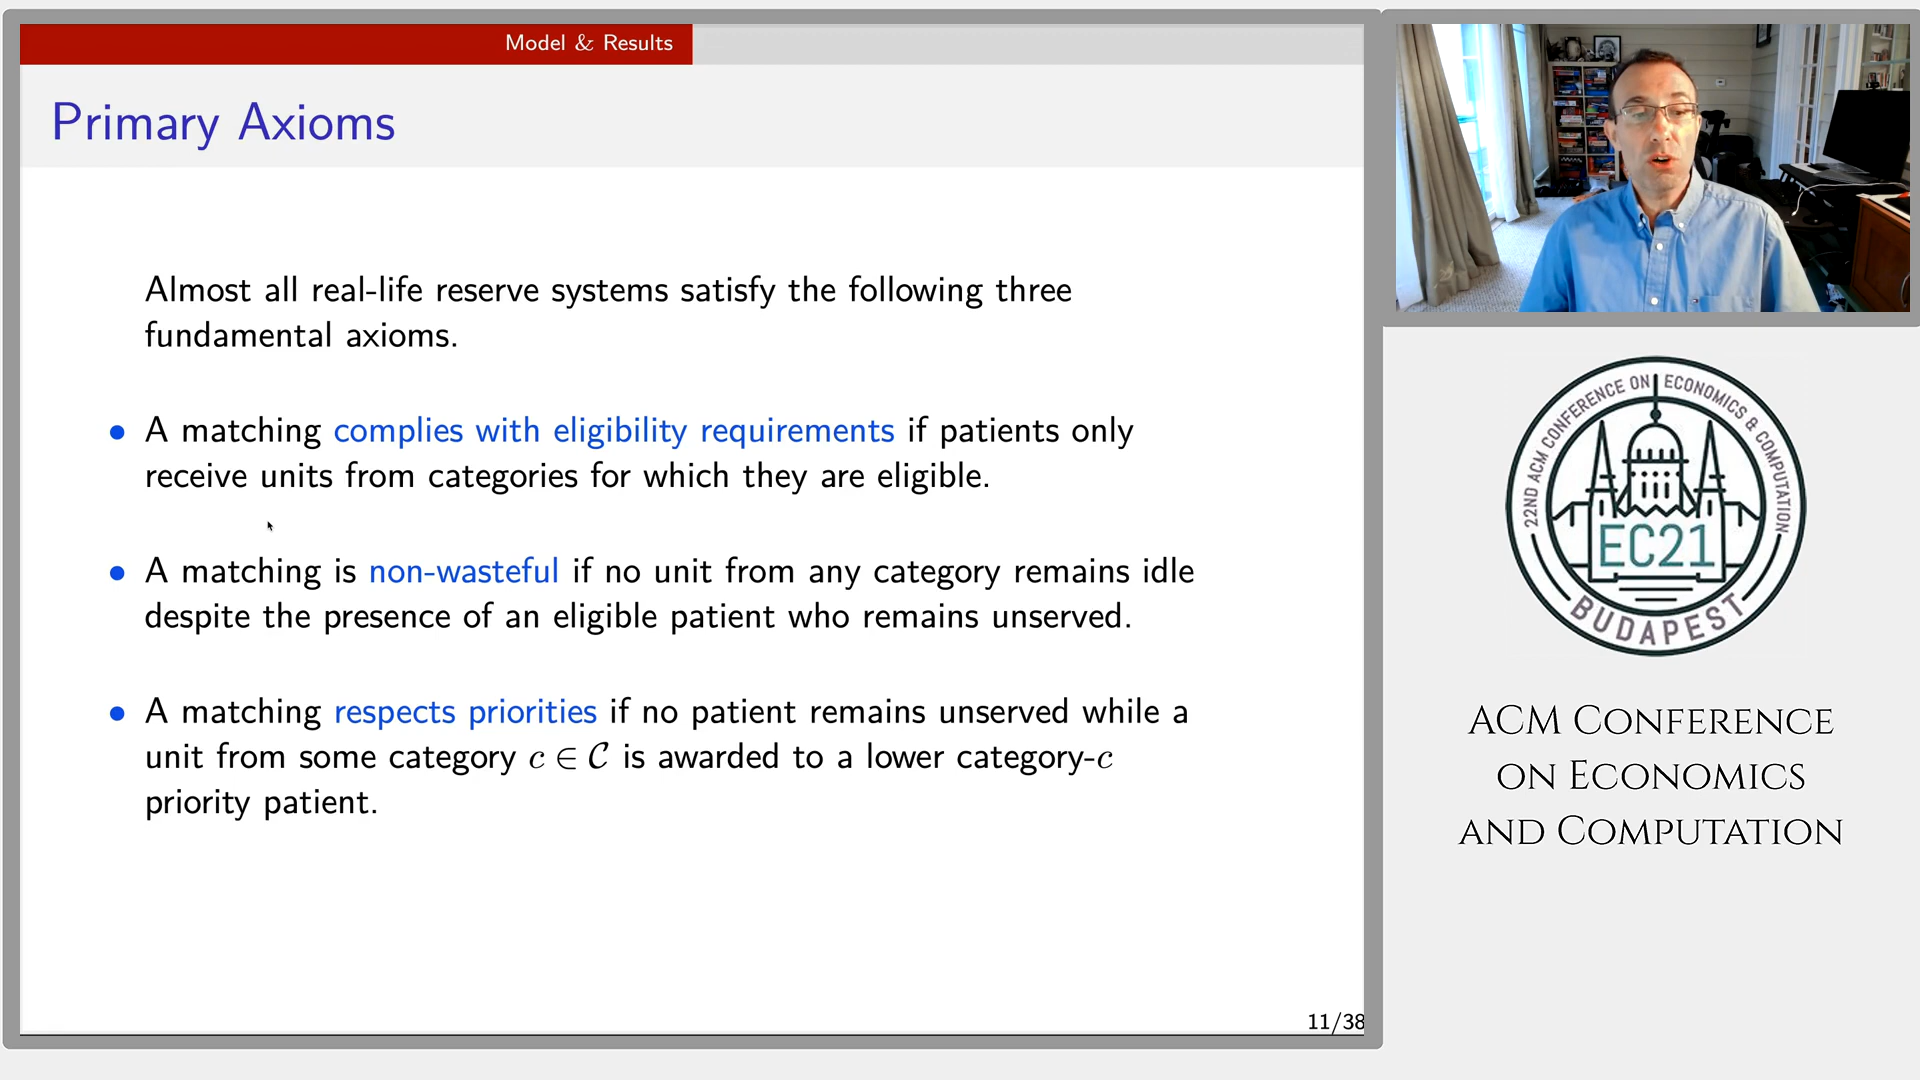 Model & Results
Primary Axioms
Almost all real-life reserve systems satisfy the following three
fundamental axioms.
• A matching complies with eligibility requirements if patients only
receive units from categories for which they are eligible.
• A matching is non-wasteful if no unit from any category remains idle
despite the presence of an eligible patient who remains unserved.
• A matching respects priorities if no patient remains unserved while a
unit from some category c ∈ 𝒞 is awarded to a lower category-c
priority patient.
11/38
22ND ACM CONFERENCE ON ECONOMICS & COMPUTATION
EC21
BUDAPEST
ACM CONFERENCE
ON ECONOMICS
AND COMPUTATION